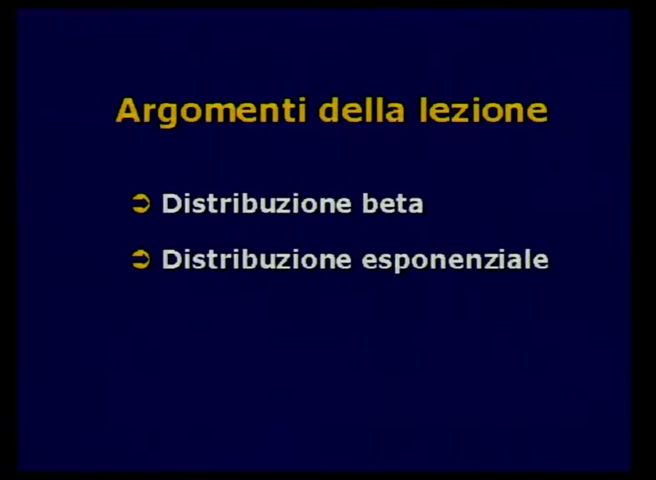 Argomenti della lezione
Distribuzione beta
Distribuzione esponenziale